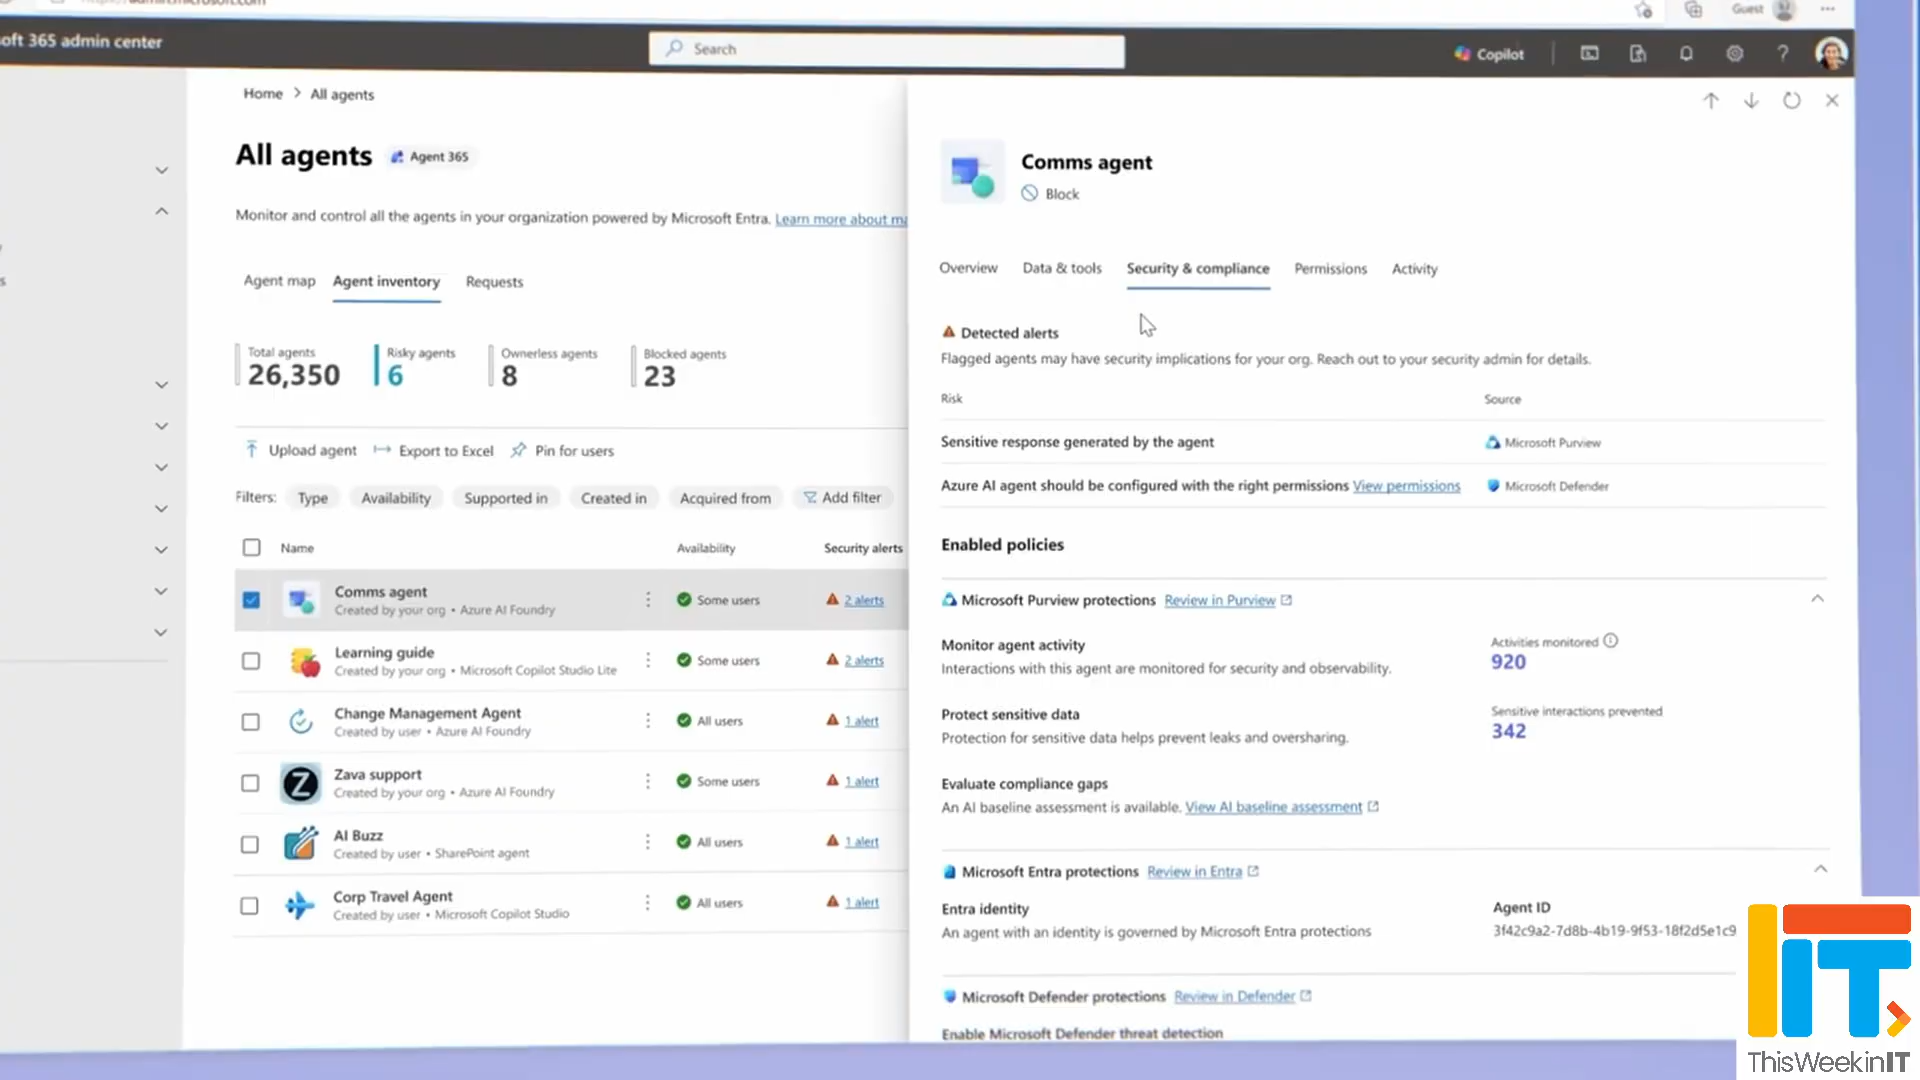 Guest
oft 365 admin center
Search
Copilot
Home > All agents
All agents
Agent 365
Monitor and control all the agents in your organization powered by Microsoft Entra. Learn more about ma
Agent map
Agent inventory
Requests
Total agents
26,350
Risky agents
6
Ownerless agents
8
Blocked agents
23
Upload agent
Export to Excel
Pin for users
Filters:
Type
Availability
Supported in
Created in
Acquired from
Add filter
Name
Availability
Security alerts
Comms agent
Created by your org • Azure AI Foundry
Some users
2 alerts
Learning guide
Created by your org • Microsoft Copilot Studio Lite
Some users
2 alerts
Change Management Agent
Created by user • Azure AI Foundry
All users
1 alert
Zava support
Created by your org • Azure AI Foundry
Some users
1 alert
AI Buzz
Created by user • SharePoint agent
All users
1 alert
Corp Travel Agent
Created by user • Microsoft Copilot Studio
All users
1 alert
Comms agent
Block
Overview
Data & tools
Security & compliance
Permissions
Activity
Detected alerts
Flagged agents may have security implications for your org. Reach out to your security admin for details.
Risk
Source
Sensitive response generated by the agent
Microsoft Purview
Azure AI agent should be configured with the right permissions View permissions
Microsoft Defender
Enabled policies
Microsoft Purview protections Review in Purview
Monitor agent activity
Interactions with this agent are monitored for security and observability.
Activities monitored
920
Protect sensitive data
Protection for sensitive data helps prevent leaks and oversharing.
Sensitive interactions prevented
342
Evaluate compliance gaps
An AI baseline assessment is available. View AI baseline assessment
Microsoft Entra protections Review in Entra
Entra identity
An agent with an identity is governed by Microsoft Entra protections
Agent ID
3f42c9a2-7d8b-4b19-9f53-18f2d5e1c9
Microsoft Defender protections Review in Defender
Enable Microsoft Defender threat detection
IT
ThisWeekinIT